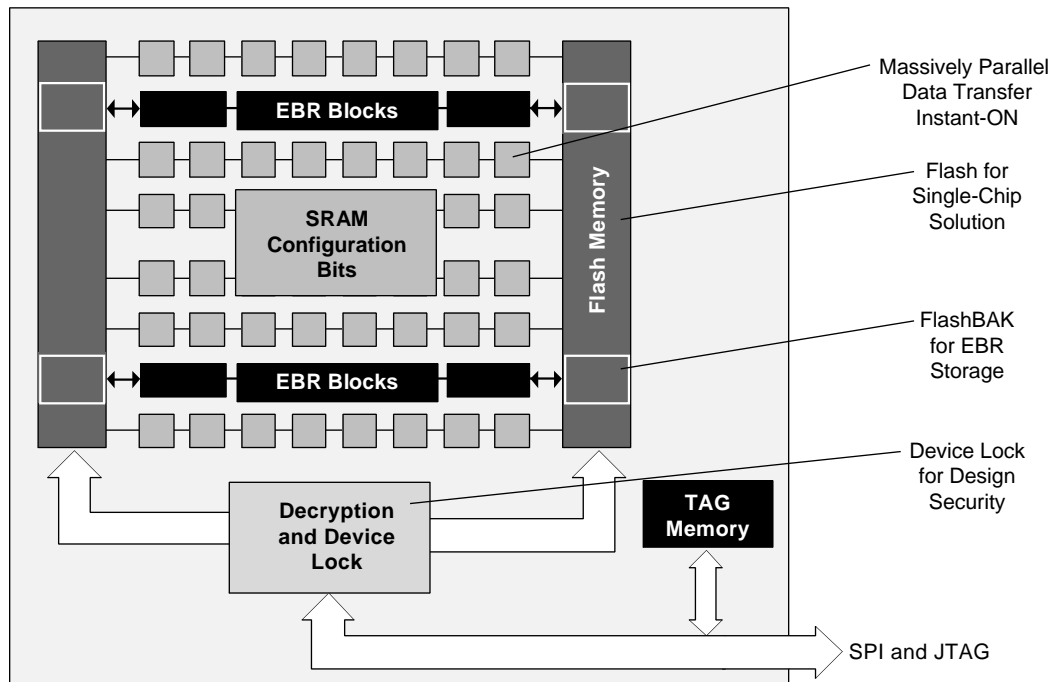 Massively Parallel
Data Transfer
Instant-ON
EBR Blocks
Flash for
Single-Chip
Solution
SRAM
Configuration
Bits
Flash Memory
FlashBAK
for EBR
Storage
EBR Blocks
Device Lock
for Design
Security
Decryption
and Device
Lock
TAG
Memory
SPI and JTAG